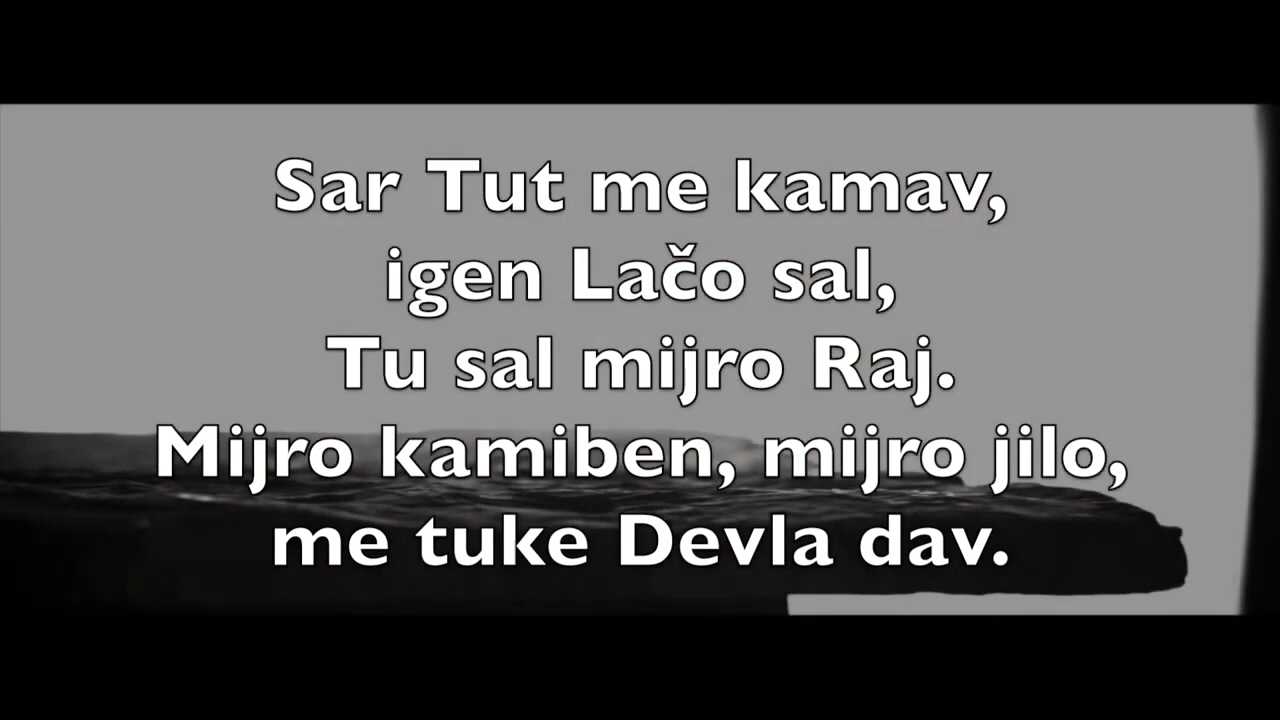 Sar Tut me kamav,
igen Lačo sal,
Tu sal mijro Raj.
Mijro kamiben, mijro jilo,
me tuke Devla dav.